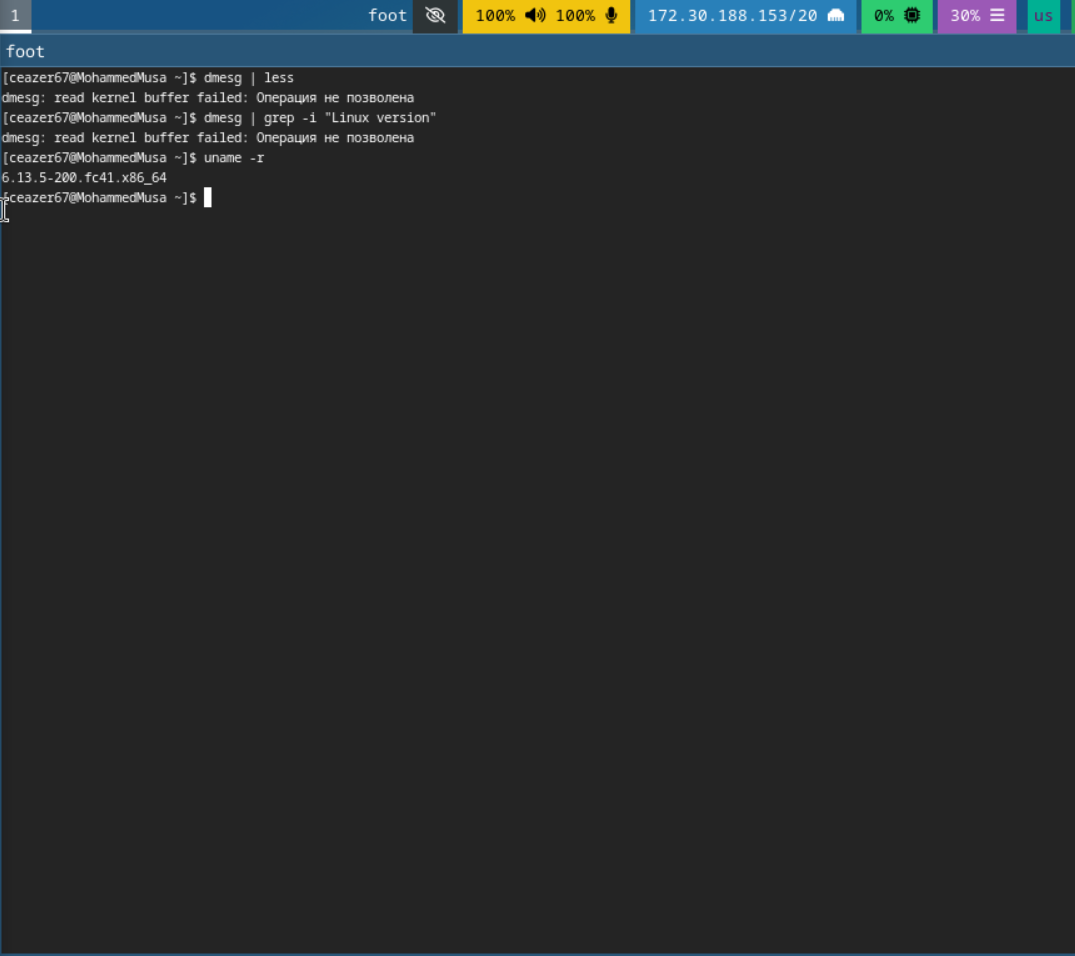 1 foot 100% 100% 172.30.188.153/20 0% 30% us
foot
[ceazer67@MohammedMusa ~]$ dmesg | less
dmesg: read kernel buffer failed: Операция не позволена
[ceazer67@MohammedMusa ~]$ dmesg | grep -i "Linux version"
dmesg: read kernel buffer failed: Операция не позволена
[ceazer67@MohammedMusa ~]$ uname -r
6.13.5-200.fc41.x86_64
[ceazer67@MohammedMusa ~]$